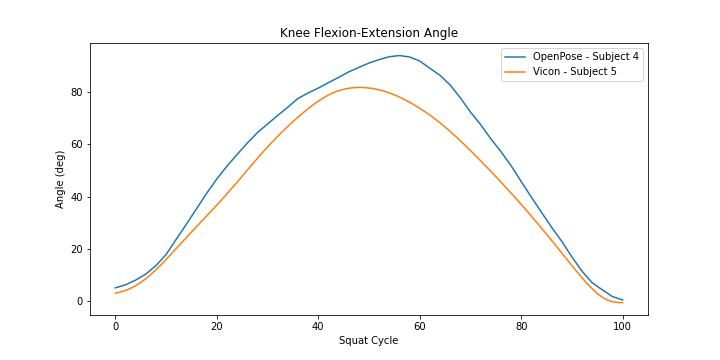 Knee Flexion-Extension Angle
OpenPose - Subject 4
Vicon - Subject 5
Angle (deg)
80
60
40
20
0
0 20 40 60 80 100
Squat Cycle